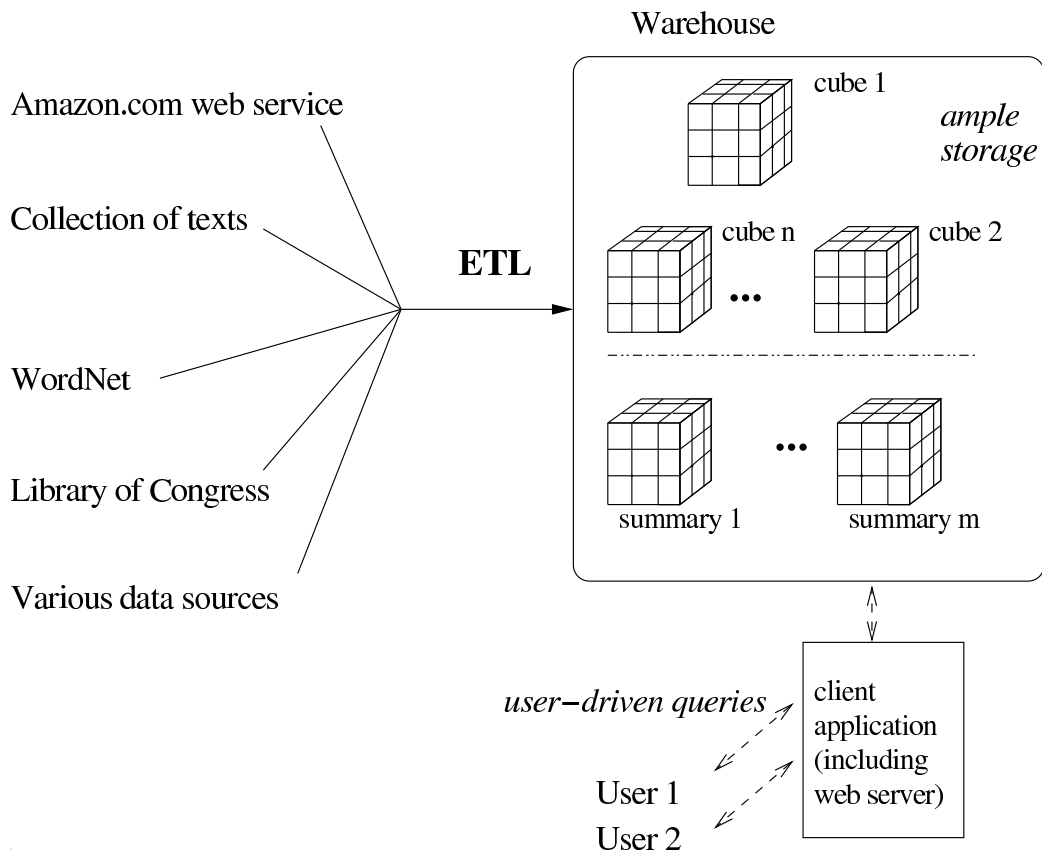 Warehouse
Amazon.com web service
cube 1
ample
storage
Collection of texts
ETL
cube n
cube 2
...
WordNet
...
Library of Congress
summary 1
summary m
Various data sources
user−driven queries
client
application
(including
web server)
User 1
User 2